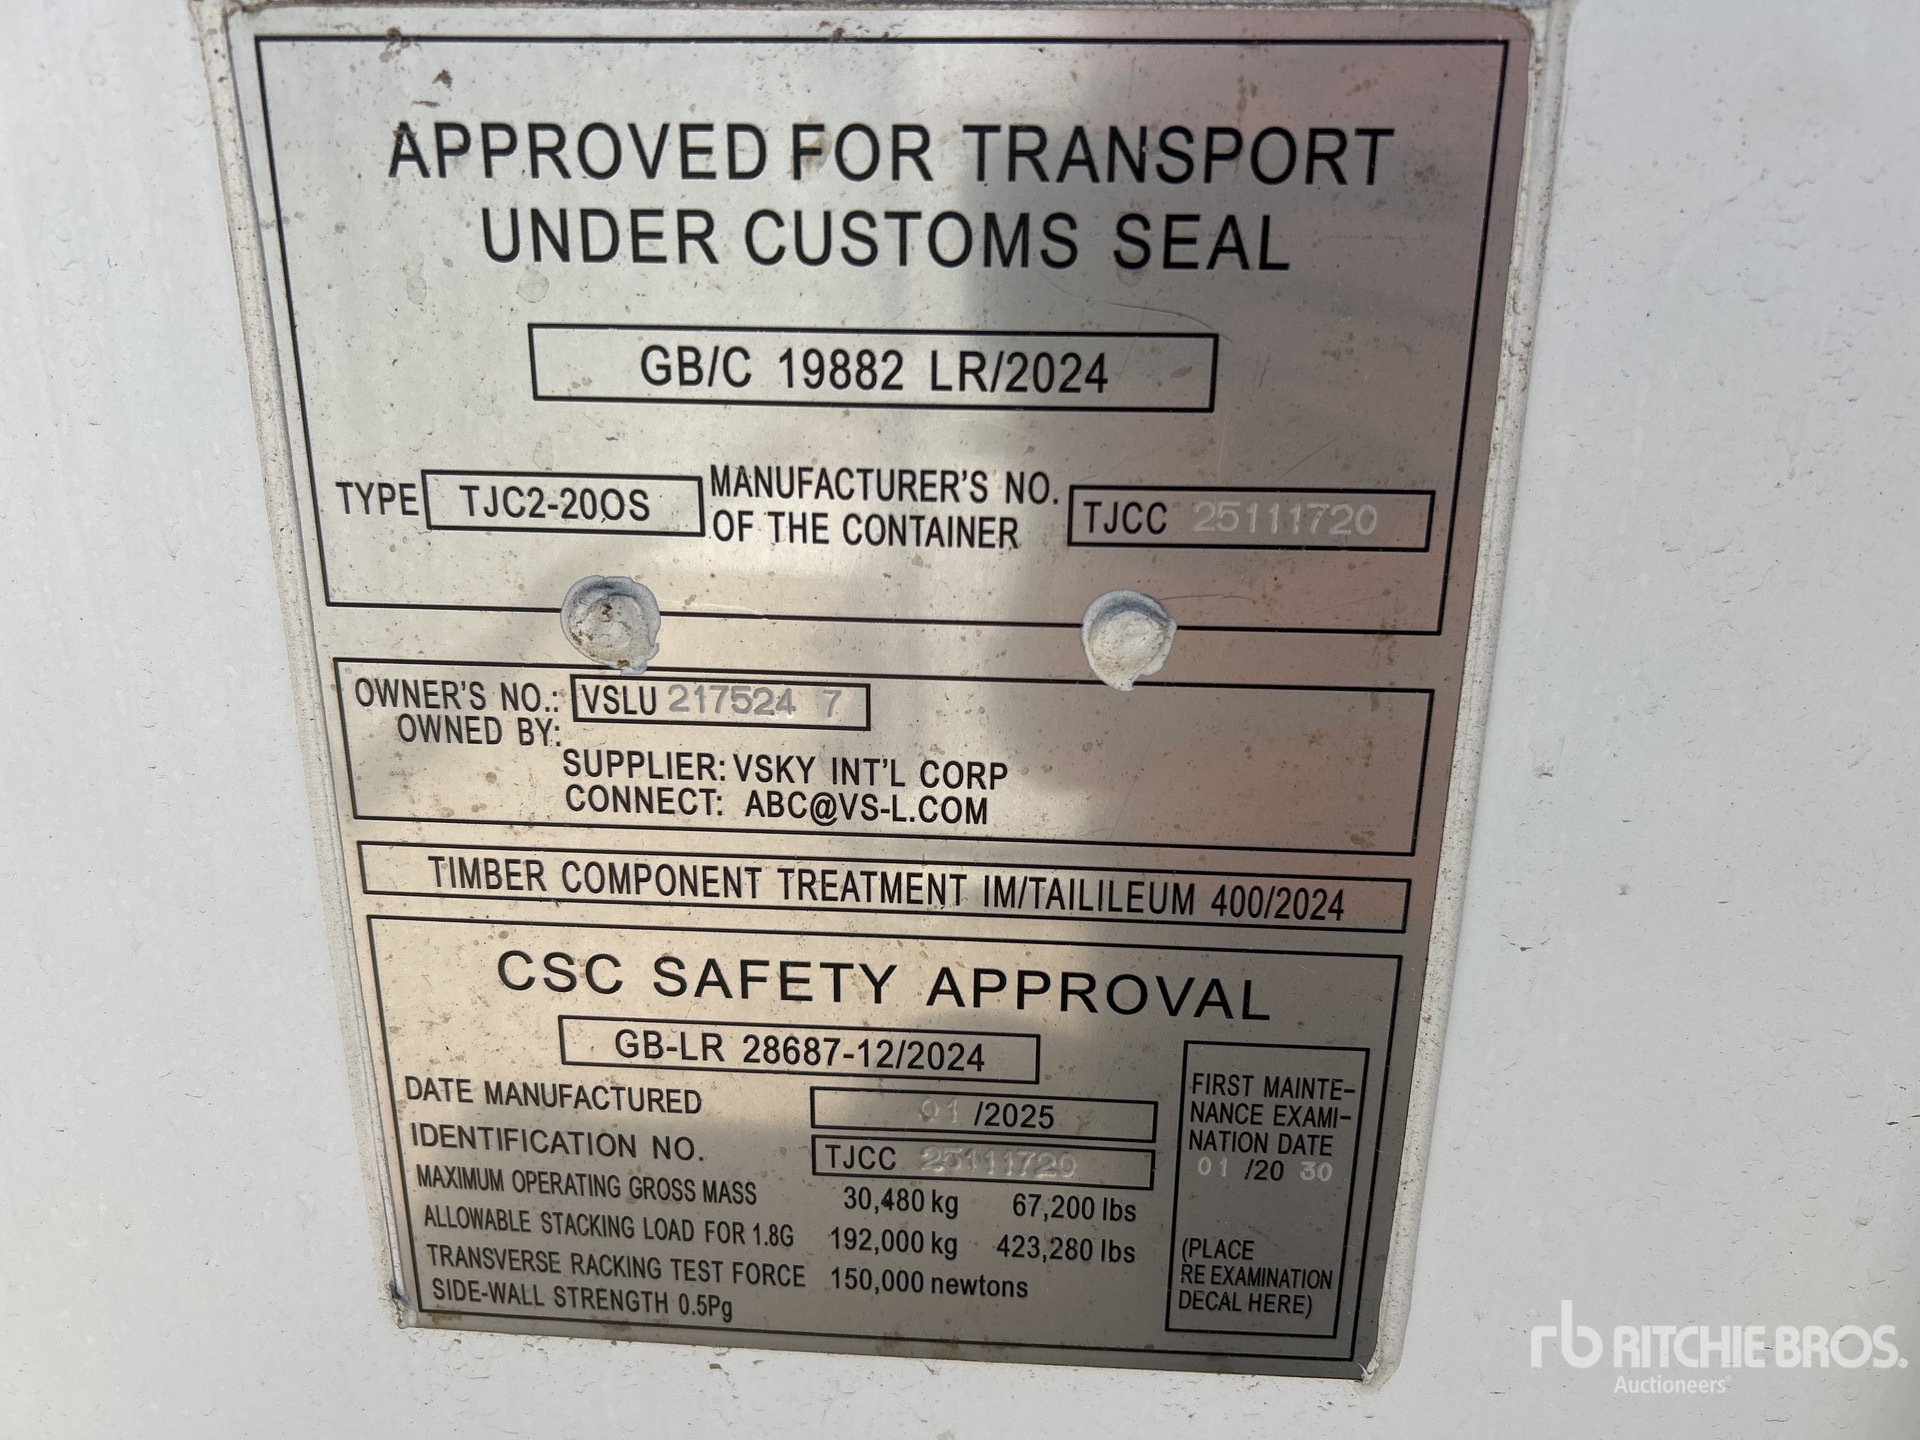 APPROVED FOR TRANSPORT
UNDER CUSTOMS SEAL
GB/C 19882 LR/2024
TYPE TJC2-20OS MANUFACTURER'S NO. OF THE CONTAINER TJCC 25111720
OWNER'S NO.: VSLU 217524 7
OWNED BY:
SUPPLIER: VSKY INT'L CORP
CONNECT: ABC@VS-L.COM
TIMBER COMPONENT TREATMENT IM/TAILILEUM 400/2024
CSC SAFETY APPROVAL
GB-LR 28687-12/2024
DATE MANUFACTURED 01 /2025
IDENTIFICATION NO. TJCC 25111720
MAXIMUM OPERATING GROSS MASS 30,480 kg 67,200 lbs
ALLOWABLE STACKING LOAD FOR 1.8G 192,000 kg 423,280 lbs
TRANSVERSE RACKING TEST FORCE 150,000 newtons
SIDE-WALL STRENGTH 0.5Pg
FIRST MAINTE-
NANCE EXAMI-
NATION DATE
01 /20 30
(PLACE
RE EXAMINATION
DECAL HERE)
rb RITCHIE BROS.
Auctioneers